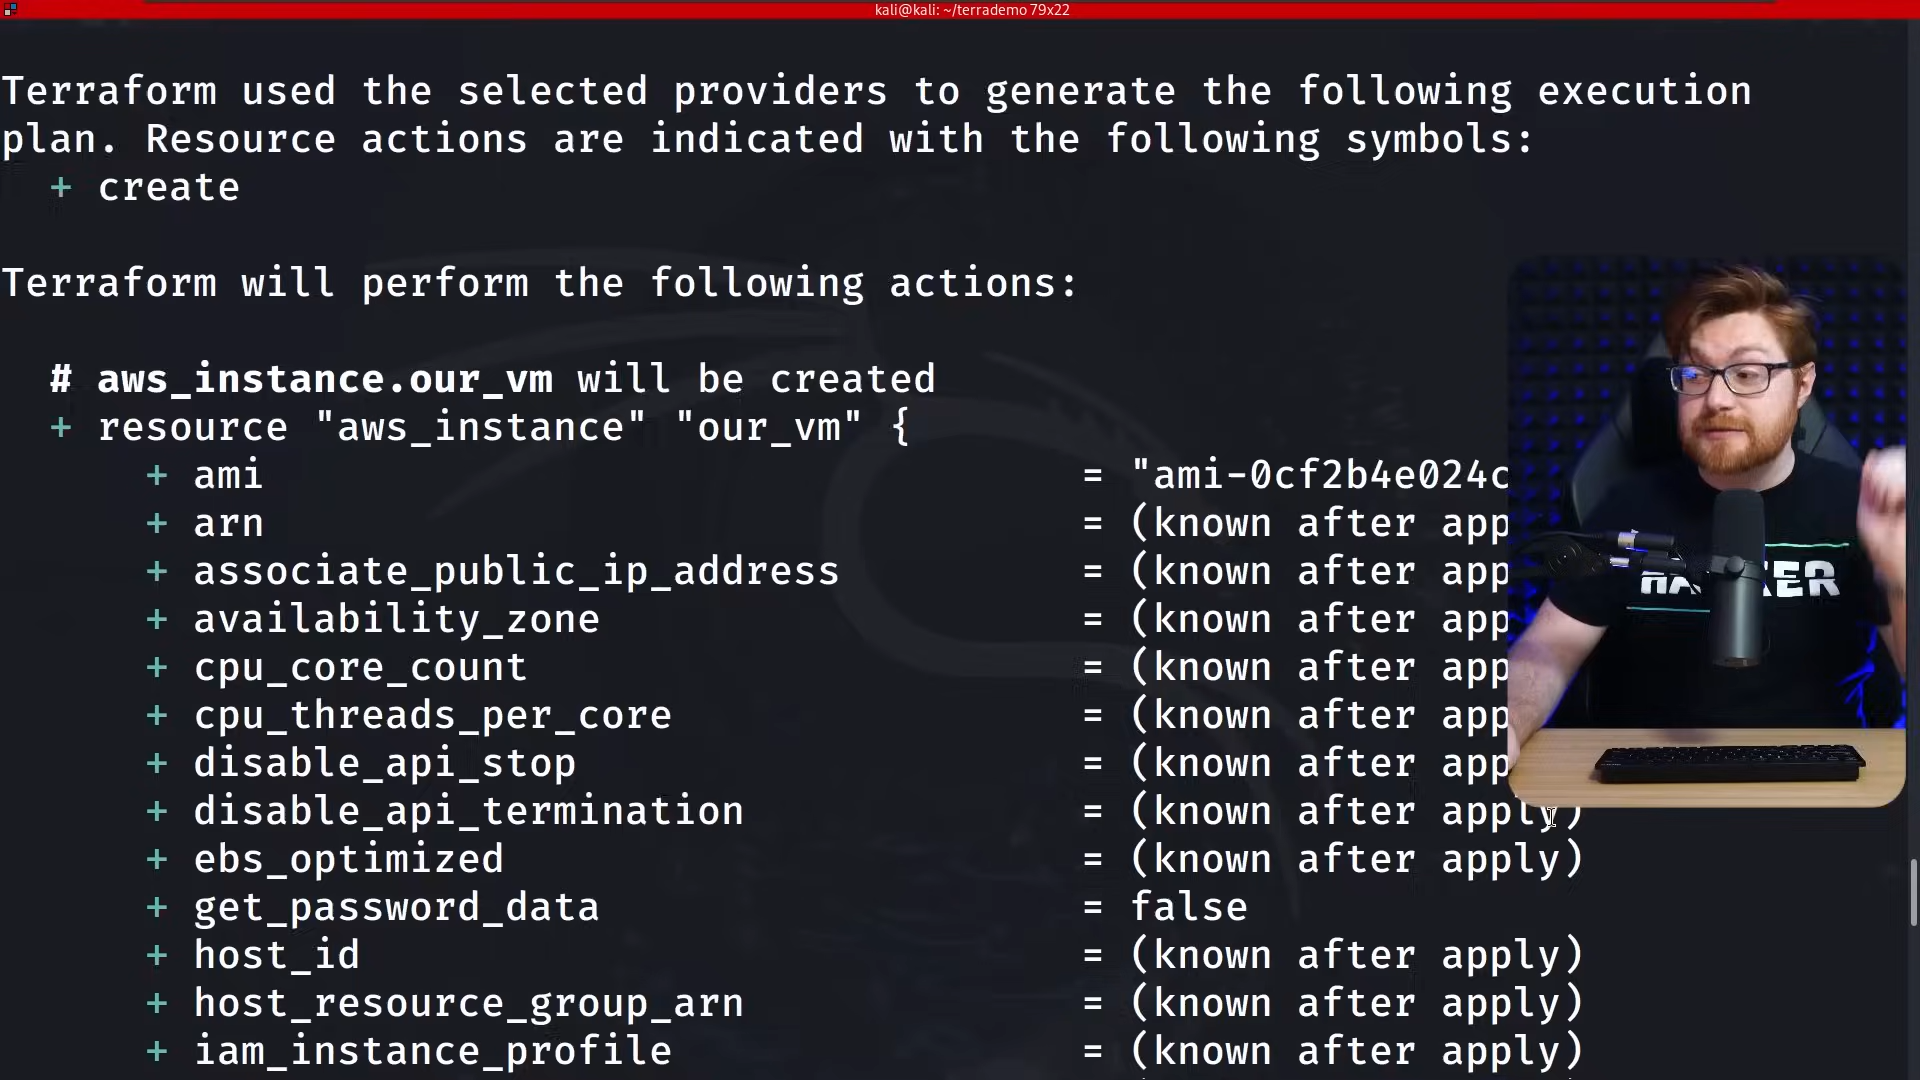 kali@kali: ~/terrademo 79x22
Terraform used the selected providers to generate the following execution
plan. Resource actions are indicated with the following symbols:
+ create
Terraform will perform the following actions:
# aws_instance.our_vm will be created
+ resource "aws_instance" "our_vm" {
+ ami = "ami-0cf2b4e024c
+ arn = (known after app
+ associate_public_ip_address = (known after app
+ availability_zone = (known after app
+ cpu_core_count = (known after app
+ cpu_threads_per_core = (known after app
+ disable_api_stop = (known after app
+ disable_api_termination = (known after apply)
+ ebs_optimized = (known after apply)
+ get_password_data = false
+ host_id = (known after apply)
+ host_resource_group_arn = (known after apply)
+ iam_instance_profile = (known after apply)